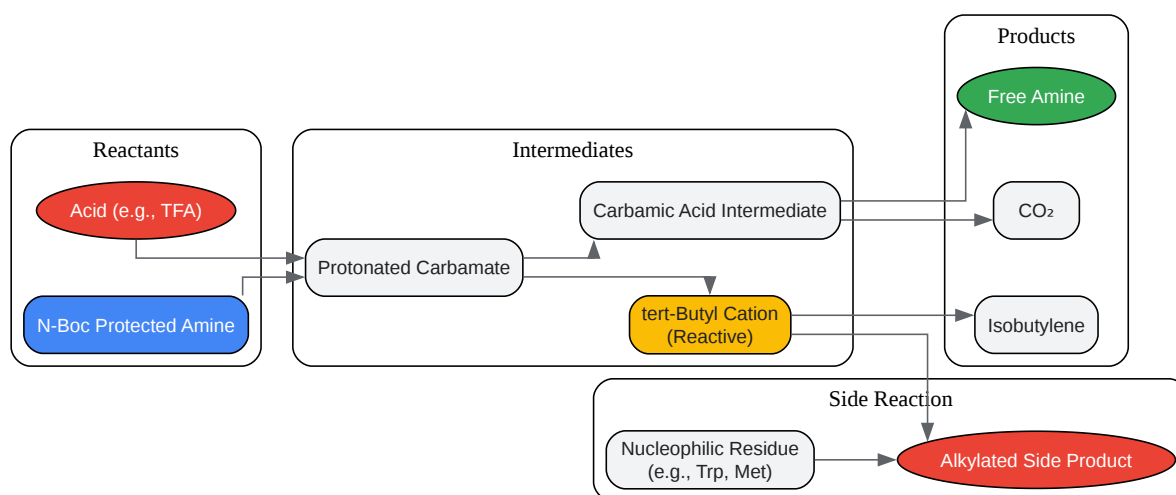 Reactants
Acid (e.g., TFA)
N-Boc Protected Amine
Intermediates
Carbamic Acid Intermediate
Protonated Carbamate
tert-Butyl Cation
(Reactive)
Products
Free Amine
CO₂
Isobutylene
Side Reaction
Nucleophilic Residue
(e.g., Trp, Met)
Alkylated Side Product